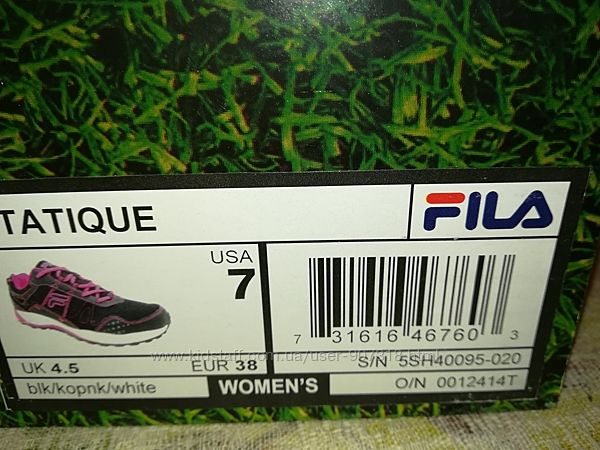 TATIQUE
FILA
USA
7
UK 4.5
EUR 38
blk/kopnk/white
WOMEN'S
7 31616 46760 3
S/N 5SH40095-020
O/N 0012414T